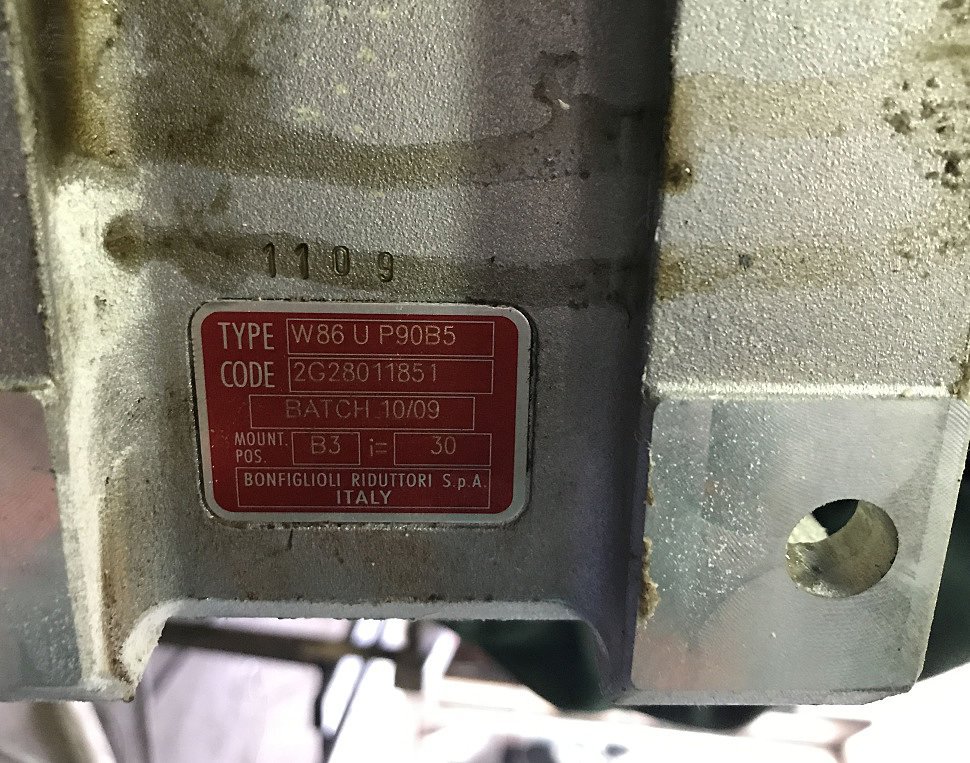 1109
TYPE W86 U P90B5
CODE 2G28011851
BATCH 10/09
MOUNT. POS. B3 i= 30
BONFIGLIOLI RIDUTTORI S.p.A.
ITALY